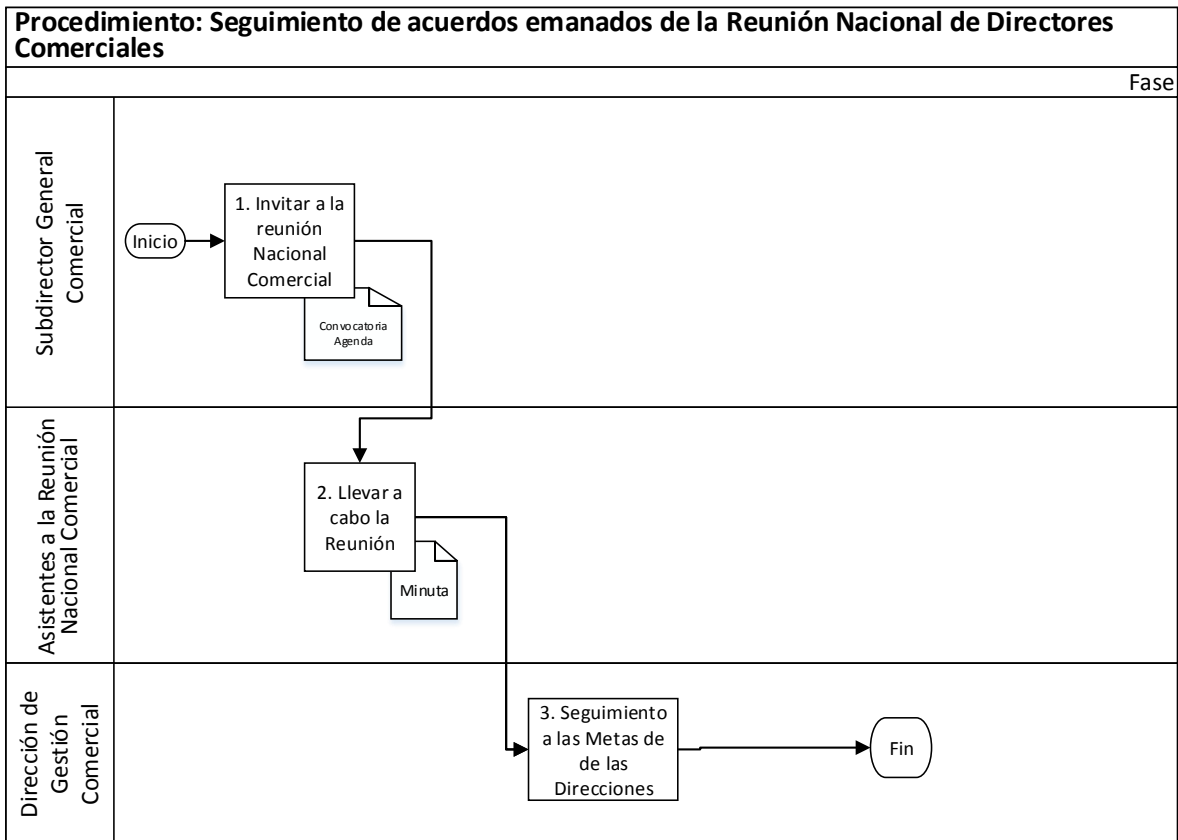 Procedimiento: Seguimiento de acuerdos emanados de la Reunión Nacional de Directores
Comerciales
Fase
Subdirector General
Comercial
Inicio
1. Invitar a la
reunión
Nacional
Comercial
Convocatoria
Agenda
Asistentes a la Reunión
Nacional Comercial
2. Llevar a
cabo la
Reunión
Minuta
Dirección de
Gestión
Comercial
3. Seguimiento
a las Metas de
de las
Direcciones
Fin